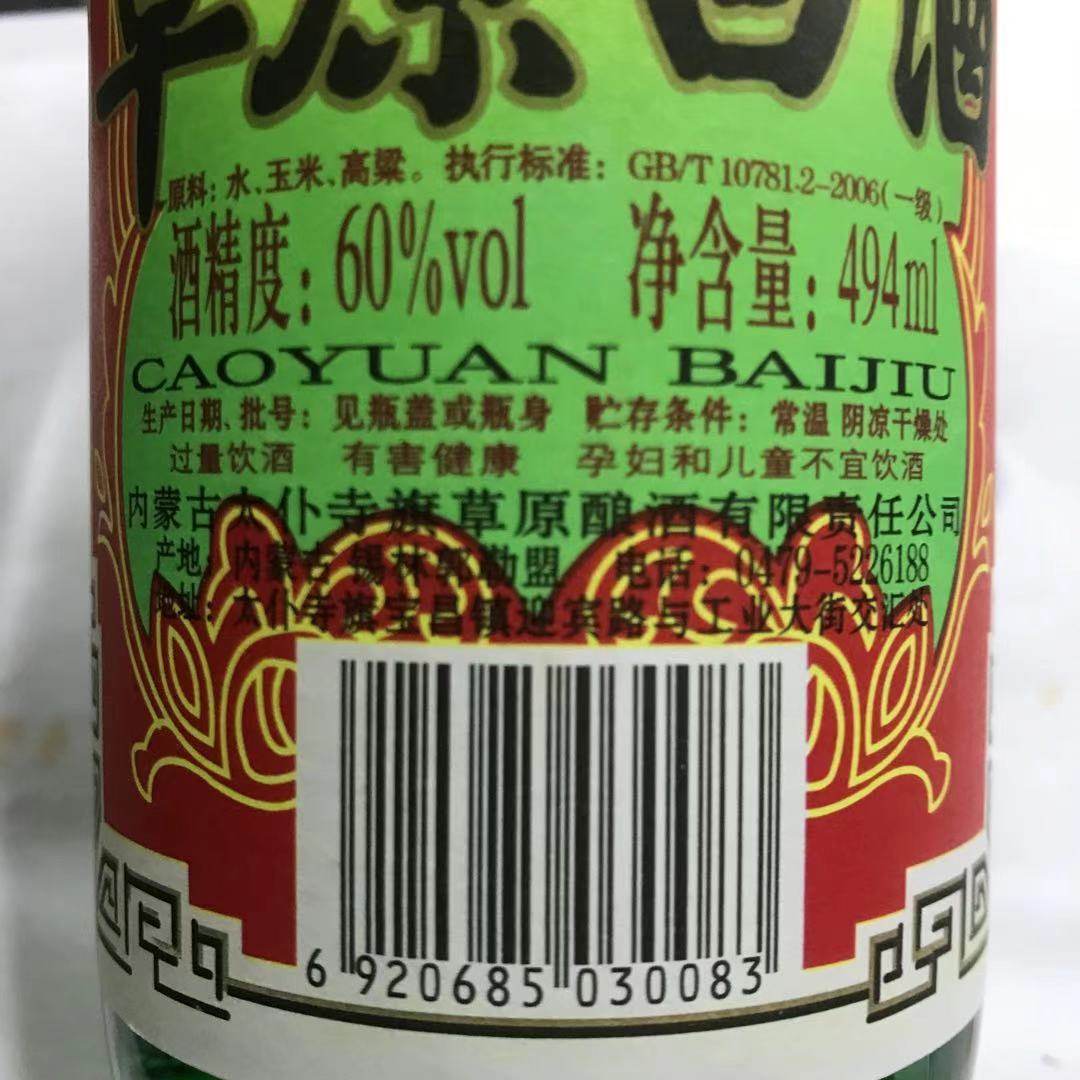 草原白酒
原料：水、玉米、高粱。执行标准：GB/T 10781.2-2006（一级）
酒精度：60%vol 净含量：494ml
CAOYUAN BAIJIU
生产日期、批号：见瓶盖或瓶身 贮存条件：常温 阴凉干燥处
过量饮酒 有害健康 孕妇和儿童不宜饮酒
内蒙古太仆寺旗草原酿酒有限责任公司
产地：内蒙古 锡林郭勒盟 电话：0479-5226188
地址：太仆寺旗宝昌镇迎宾路与工业大街交汇处
6 920685 030083